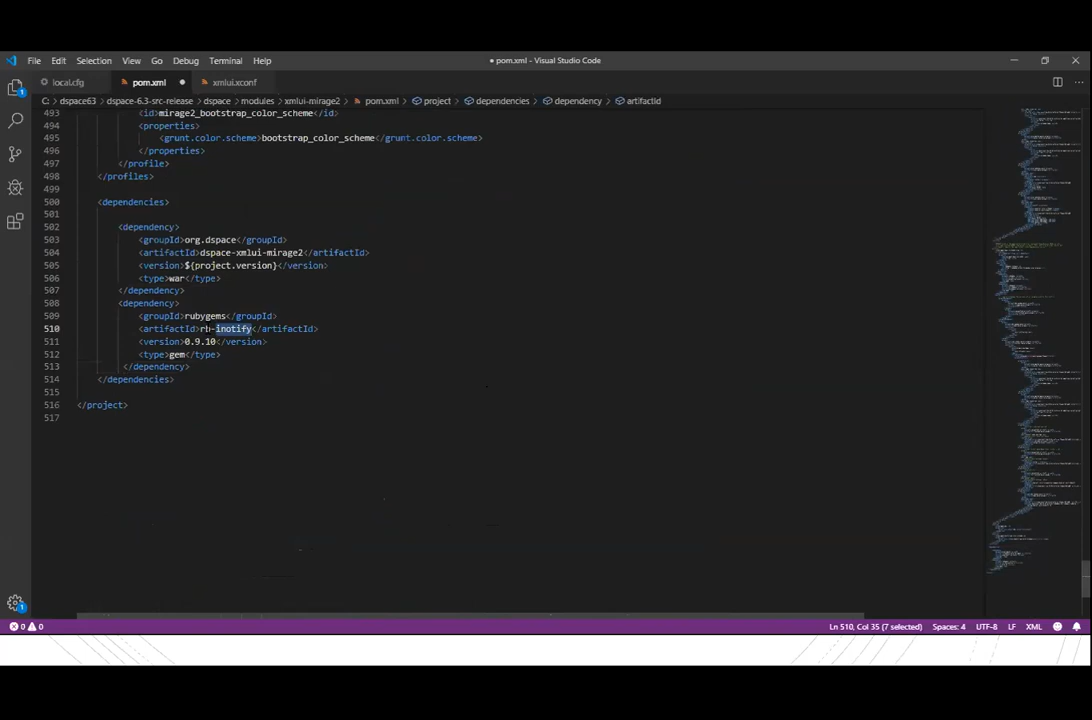 File Edit Selection View Go Debug Terminal Help
● pom.xml - Visual Studio Code
local.cfg pom.xml ● xmlui.xconf
C: > dspace63 > dspace-6.3-src-release > dspace > modules > xmlui-mirage2 > pom.xml > project > dependencies > dependency > artifactId
493 <id>mirage2_bootstrap_color_scheme</id>
494 <properties>
495 <grunt.color.scheme>bootstrap_color_scheme</grunt.color.scheme>
496 </properties>
497 </profile>
498 </profiles>
499
500 <dependencies>
501
502 <dependency>
503 <groupId>org.dspace</groupId>
504 <artifactId>dspace-xmlui-mirage2</artifactId>
505 <version>${project.version}</version>
506 <type>war</type>
507 </dependency>
508 <dependency>
509 <groupId>rubygems</groupId>
510 <artifactId>rb-inotify</artifactId>
511 <version>0.9.10</version>
512 <type>gem</type>
513 </dependency>
514 </dependencies>
515
516 </project>
517
0 0 Ln 510, Col 35 (7 selected) Spaces: 4 UTF-8 LF XML